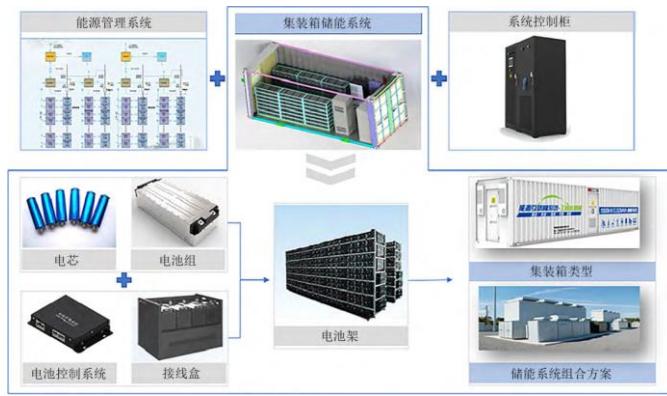 能源管理系统
集装箱储能系统
系统控制柜
电芯
电池组
电池控制系统
接线盒
电池架
集装箱类型
储能系统组合方案